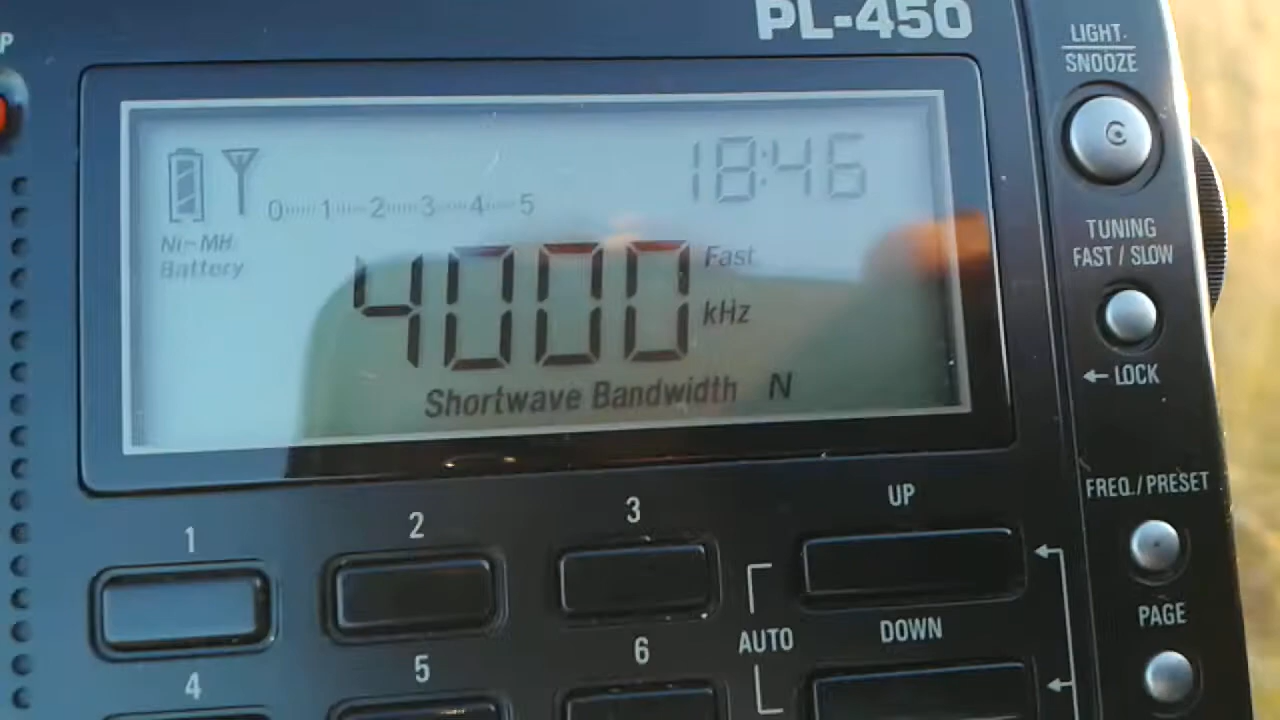 P
PL-450
LIGHT
SNOOZE
18:46
0 1 2 3 4 5
Ni-MH
Battery
4000
Fast
kHz
Shortwave Bandwidth N
TUNING
FAST / SLOW
LOCK
FREQ./PRESET
PAGE
1
2
3
UP
AUTO
DOWN
4
5
6